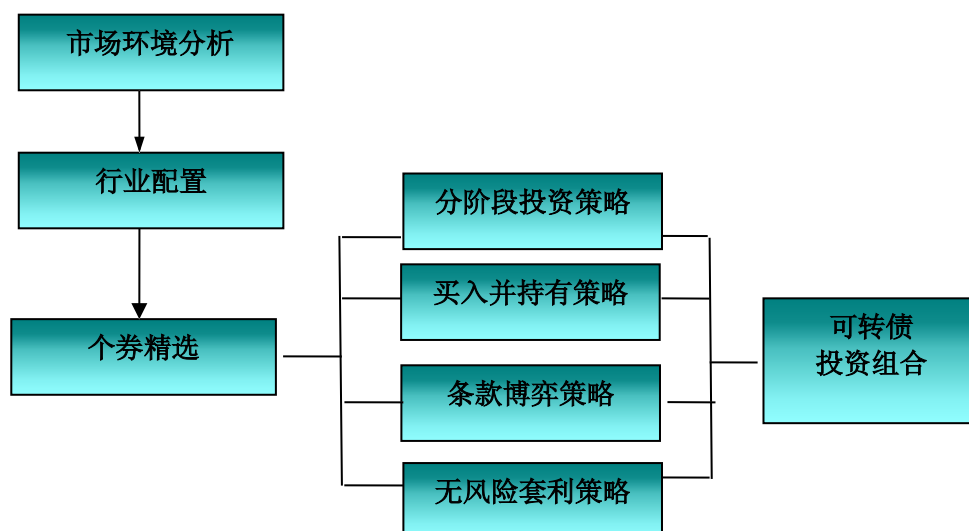 市场环境分析
行业配置
个券精选
分阶段投资策略
买入并持有策略
条款博弈策略
无风险套利策略
可转债
投资组合